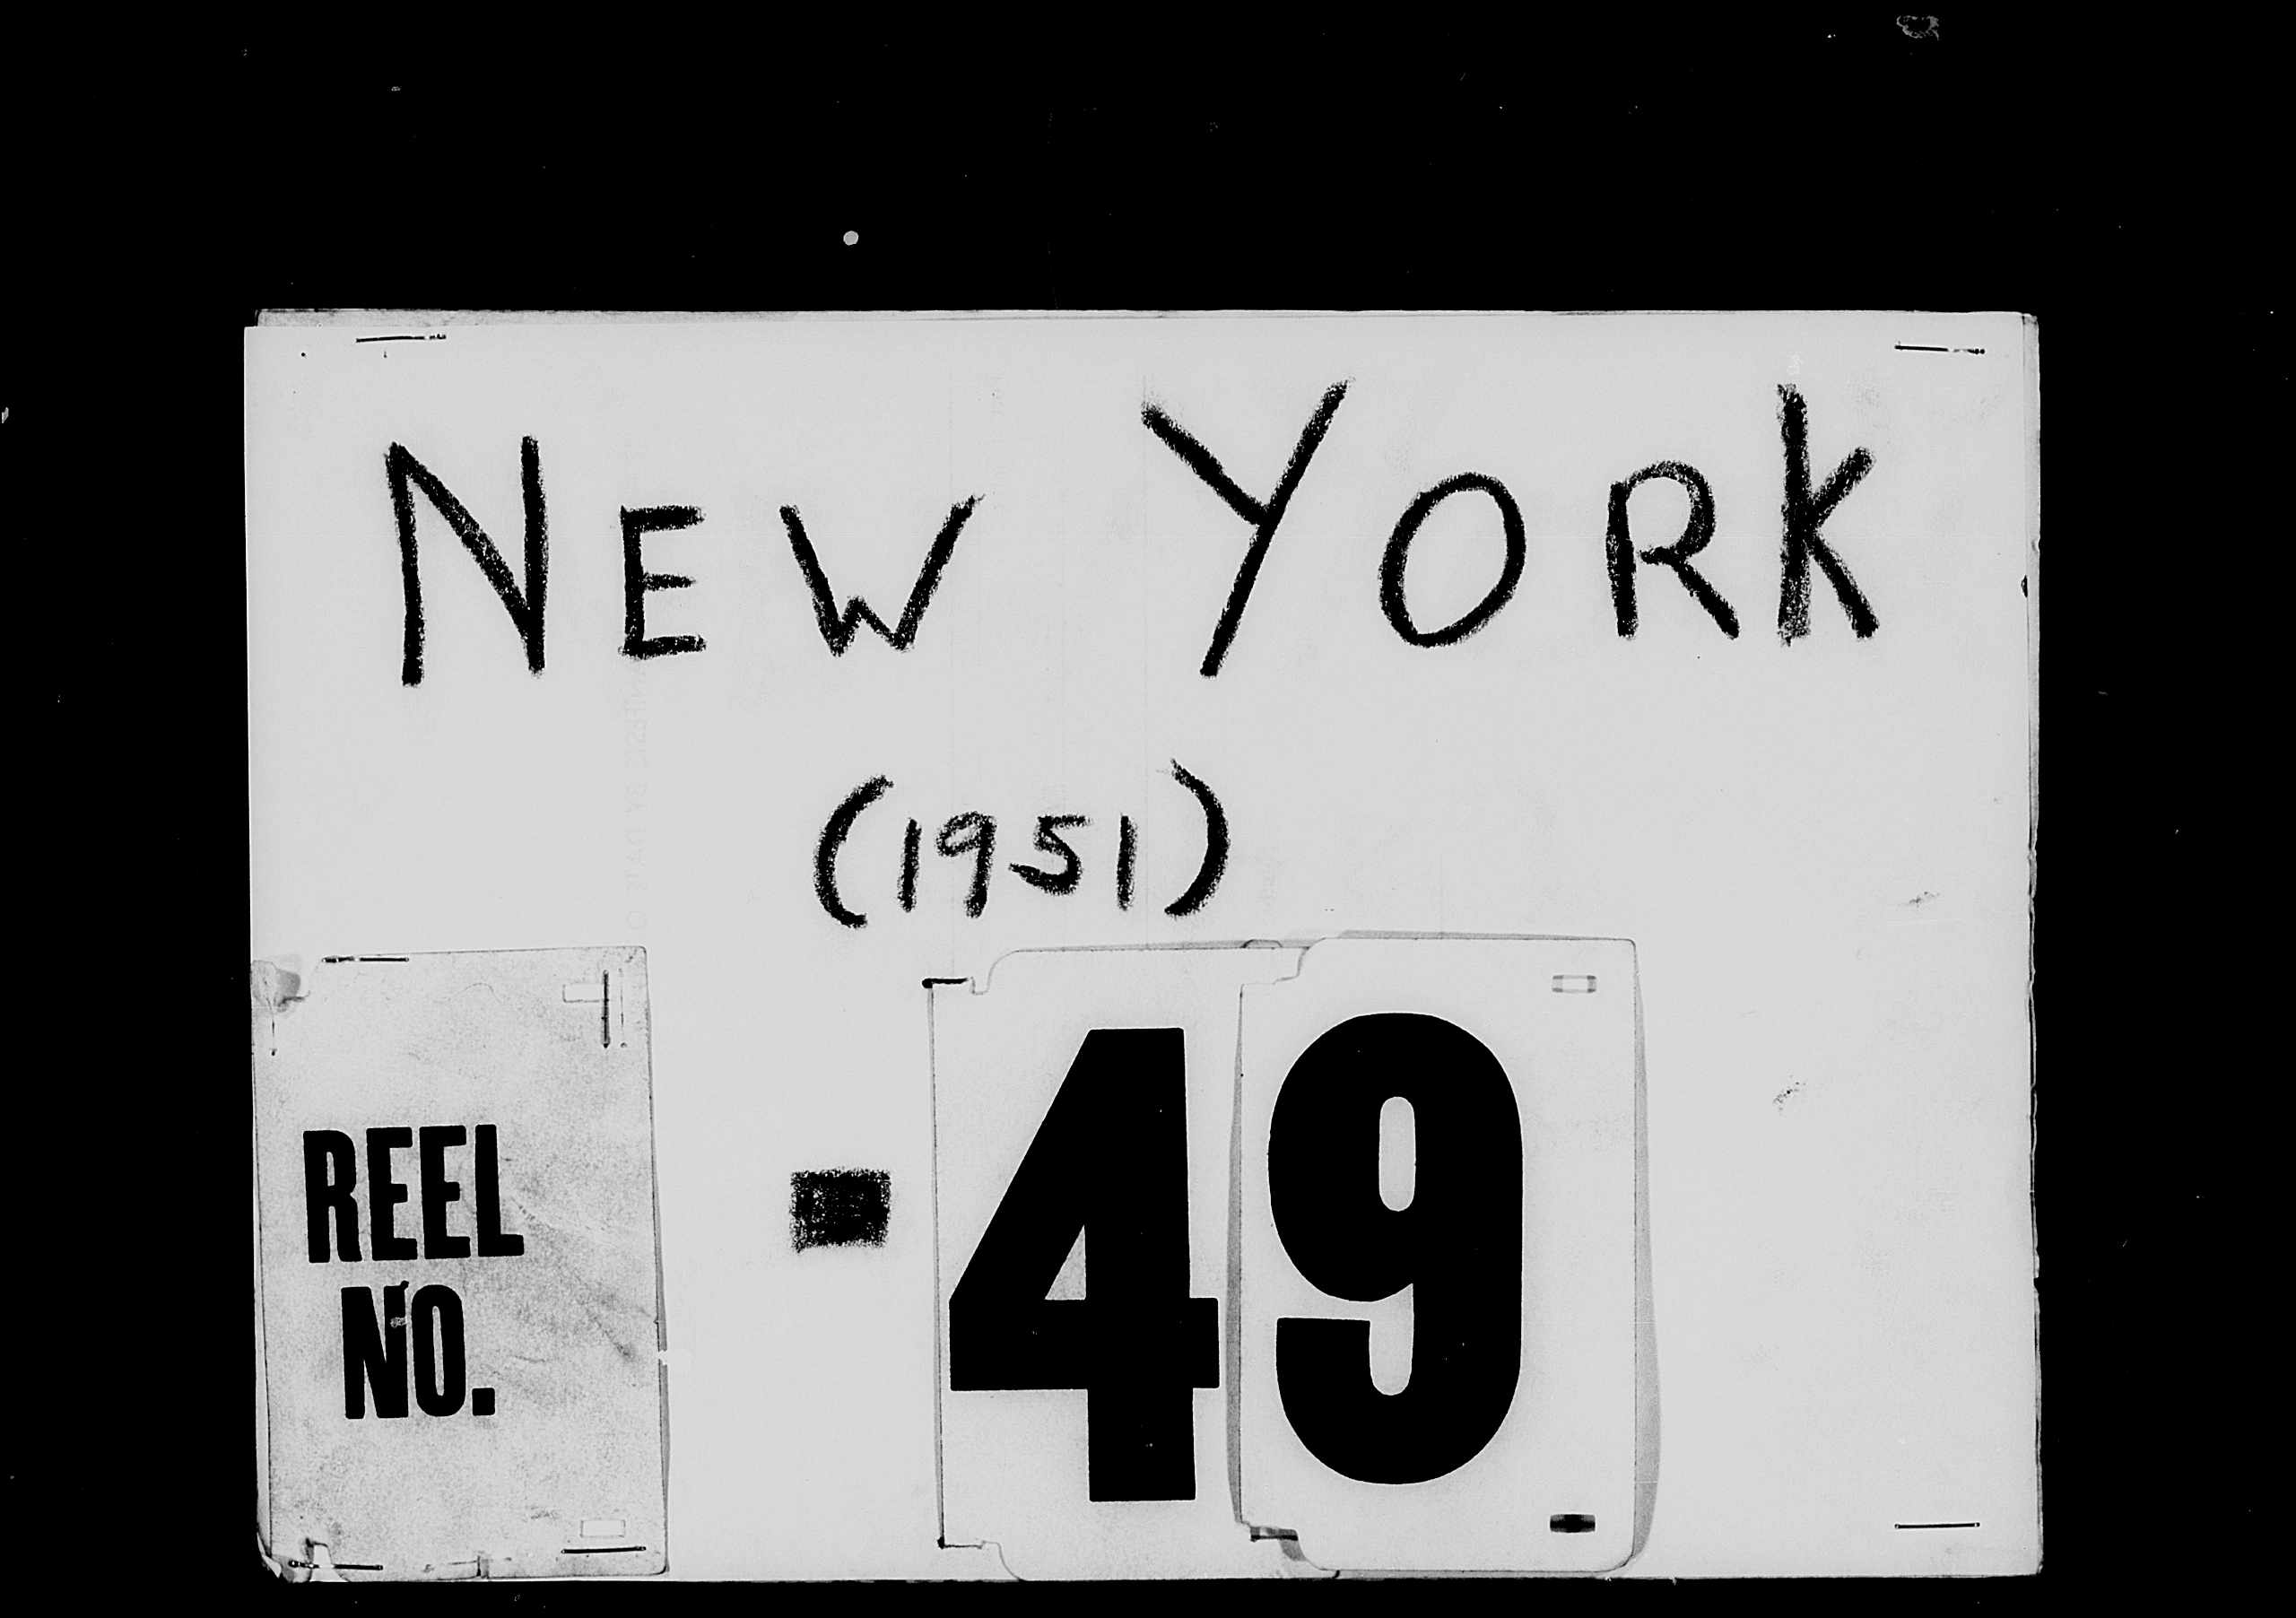 NEW YORK
(1951)
REEL
NO.
- 49